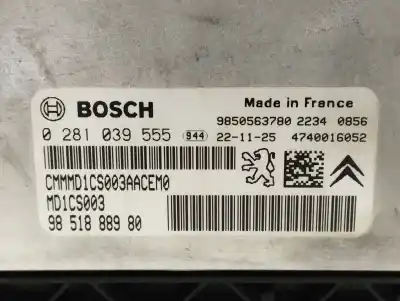 BOSCH
Made in France
9850563780 2234 0856
0 281 039 555 944 22-11-25 4740016052
CMMMD1CS003AACEM0
MD1CS003
98 518 889 80